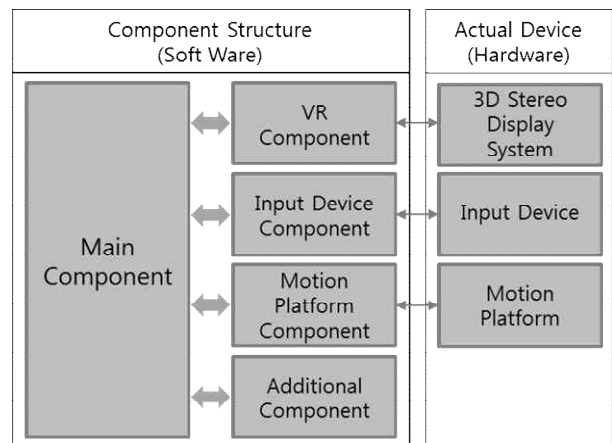 Component Structure
(Soft Ware)
Actual Device
(Hardware)
Main
Component
VR
Component
3D Stereo
Display
System
Input Device
Component
Input Device
Motion
Platform
Component
Motion
Platform
Additional
Component